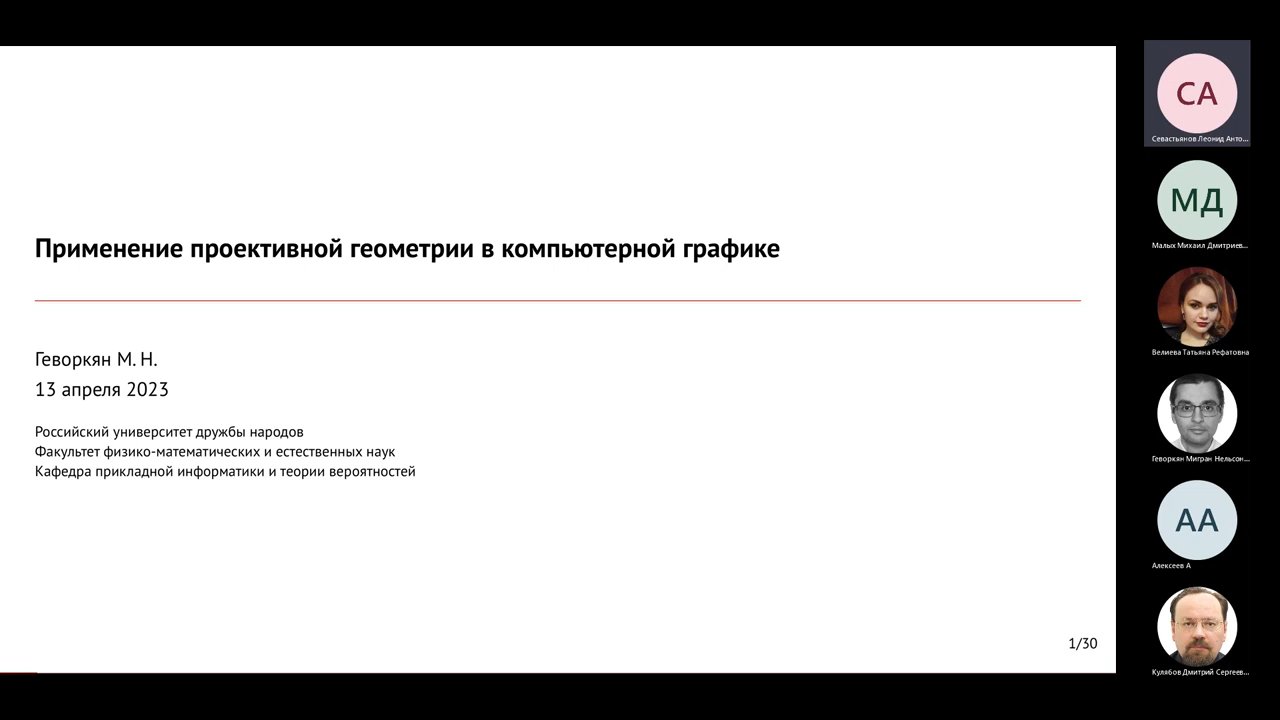 Применение проективной геометрии в компьютерной графике
Геворкян М. Н.
13 апреля 2023
Российский университет дружбы народов
Факультет физико-математических и естественных наук
Кафедра прикладной информатики и теории вероятностей
1/30
СА
Севастьянов Леонид Анто...
МД
Малых Михаил Дмитриев...
Велиева Татьяна Рефатовна
Геворкян Мигран Нельсон...
АА
Алексеев А
Кулябов Дмитрий Сергеев...